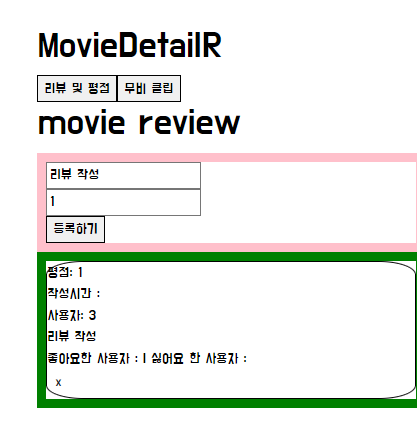 MovieDetailR
리뷰 및 평점 무비 클립
movie review
리뷰 작성
1
등록하기
평점: 1
작성시간 :
사용자: 3
리뷰 작성
좋아요한 사용자 : | 싫어요 한 사용자 :
x